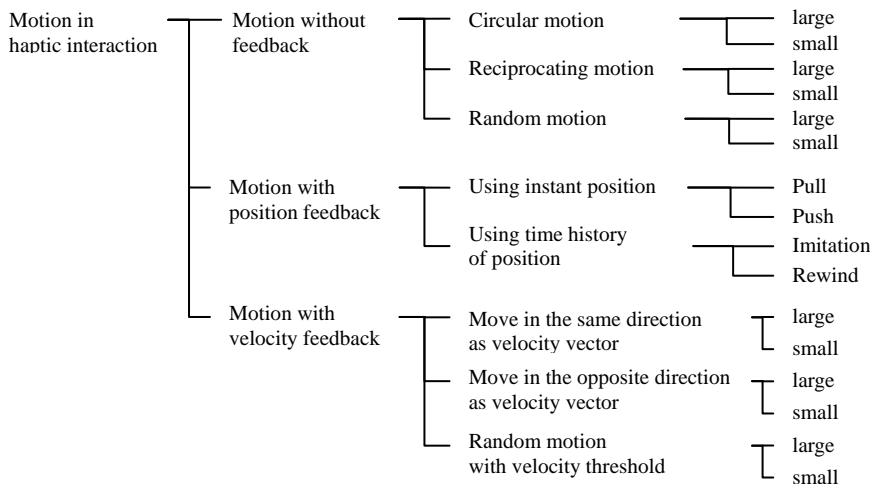 Motion in
haptic interaction
Motion without
feedback
Circular motion
large
small
Reciprocating motion
large
small
Random motion
large
small
Motion with
position feedback
Using instant position
Pull
Push
Using time history
of position
Imitation
Rewind
Motion with
velocity feedback
Move in the same direction
as velocity vector
large
small
Move in the opposite direction
as velocity vector
large
small
Random motion
with velocity threshold
large
small